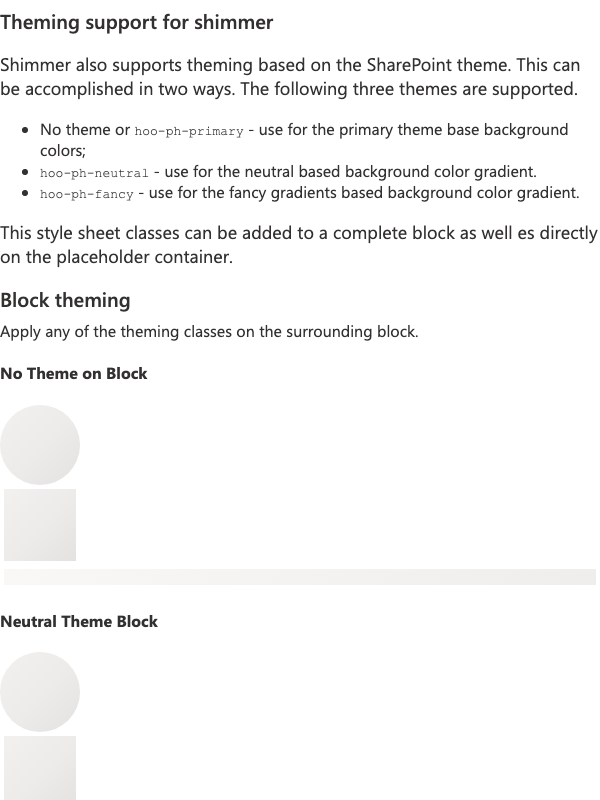 Theming support for shimmer
Shimmer also supports theming based on the SharePoint theme. This can
be accomplished in two ways. The following three themes are supported.
• No theme or hoo-ph-primary - use for the primary theme base background
colors;
• hoo-ph-neutral - use for the neutral based background color gradient.
• hoo-ph-fancy - use for the fancy gradients based background color gradient.
This style sheet classes can be added to a complete block as well es directly
on the placeholder container.
Block theming
Apply any of the theming classes on the surrounding block.
No Theme on Block
Neutral Theme Block